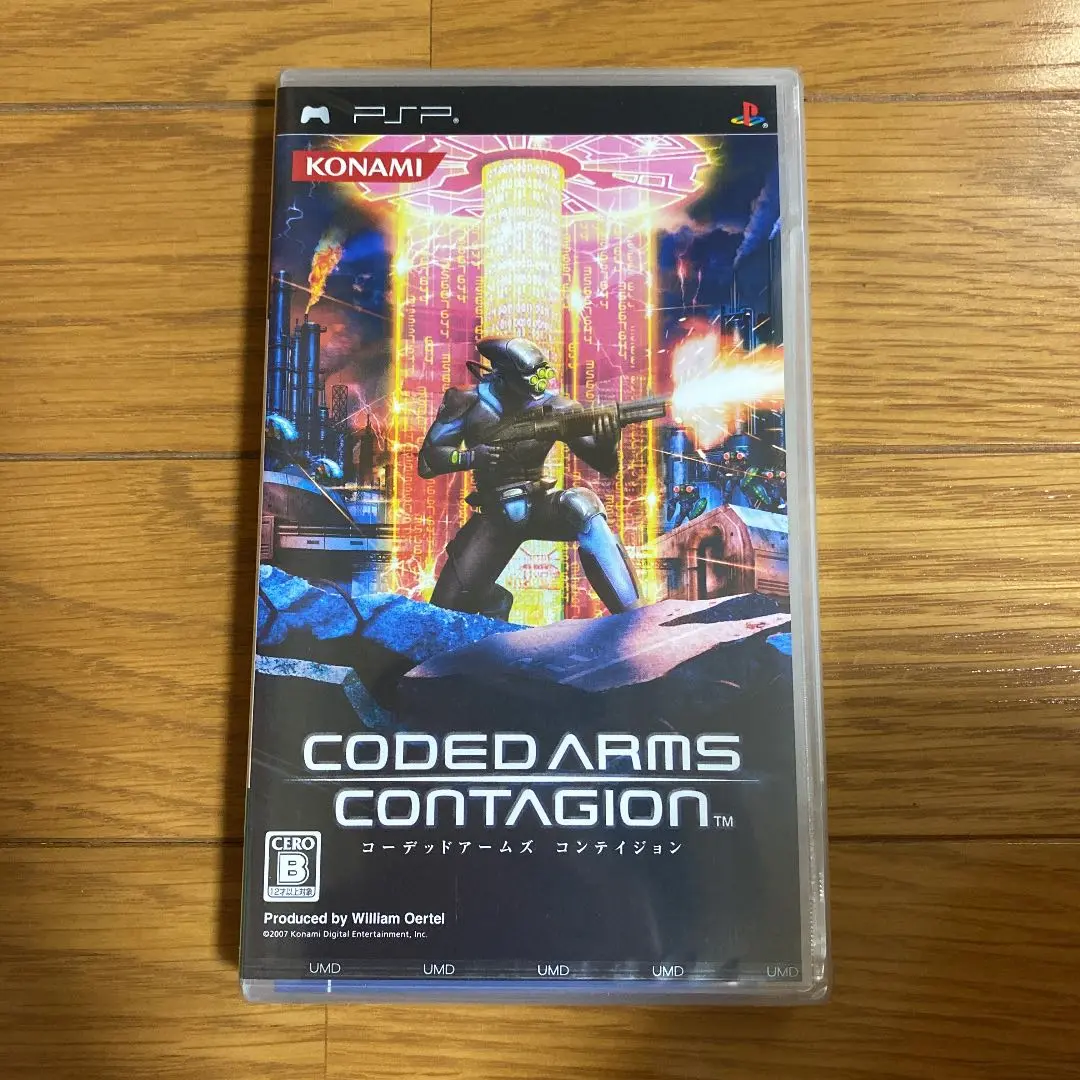 PSP®
KONAMI
CODED ARMS
CONTAGION™
コーデッドアームズ コンテイジョン
CERO
B
12才以上対象
Produced by William Oertel
©2007 Konami Digital Entertainment, Inc.
UMD UMD UMD UMD UMD